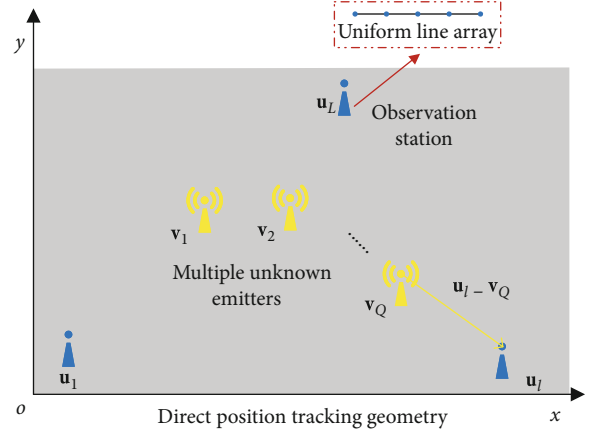 y
Uniform line array
u_L
Observation
station
v_1
v_2
Multiple unknown
emitters
v_Q
u_l – v_Q
u_1
u_l
o
Direct position tracking geometry
x